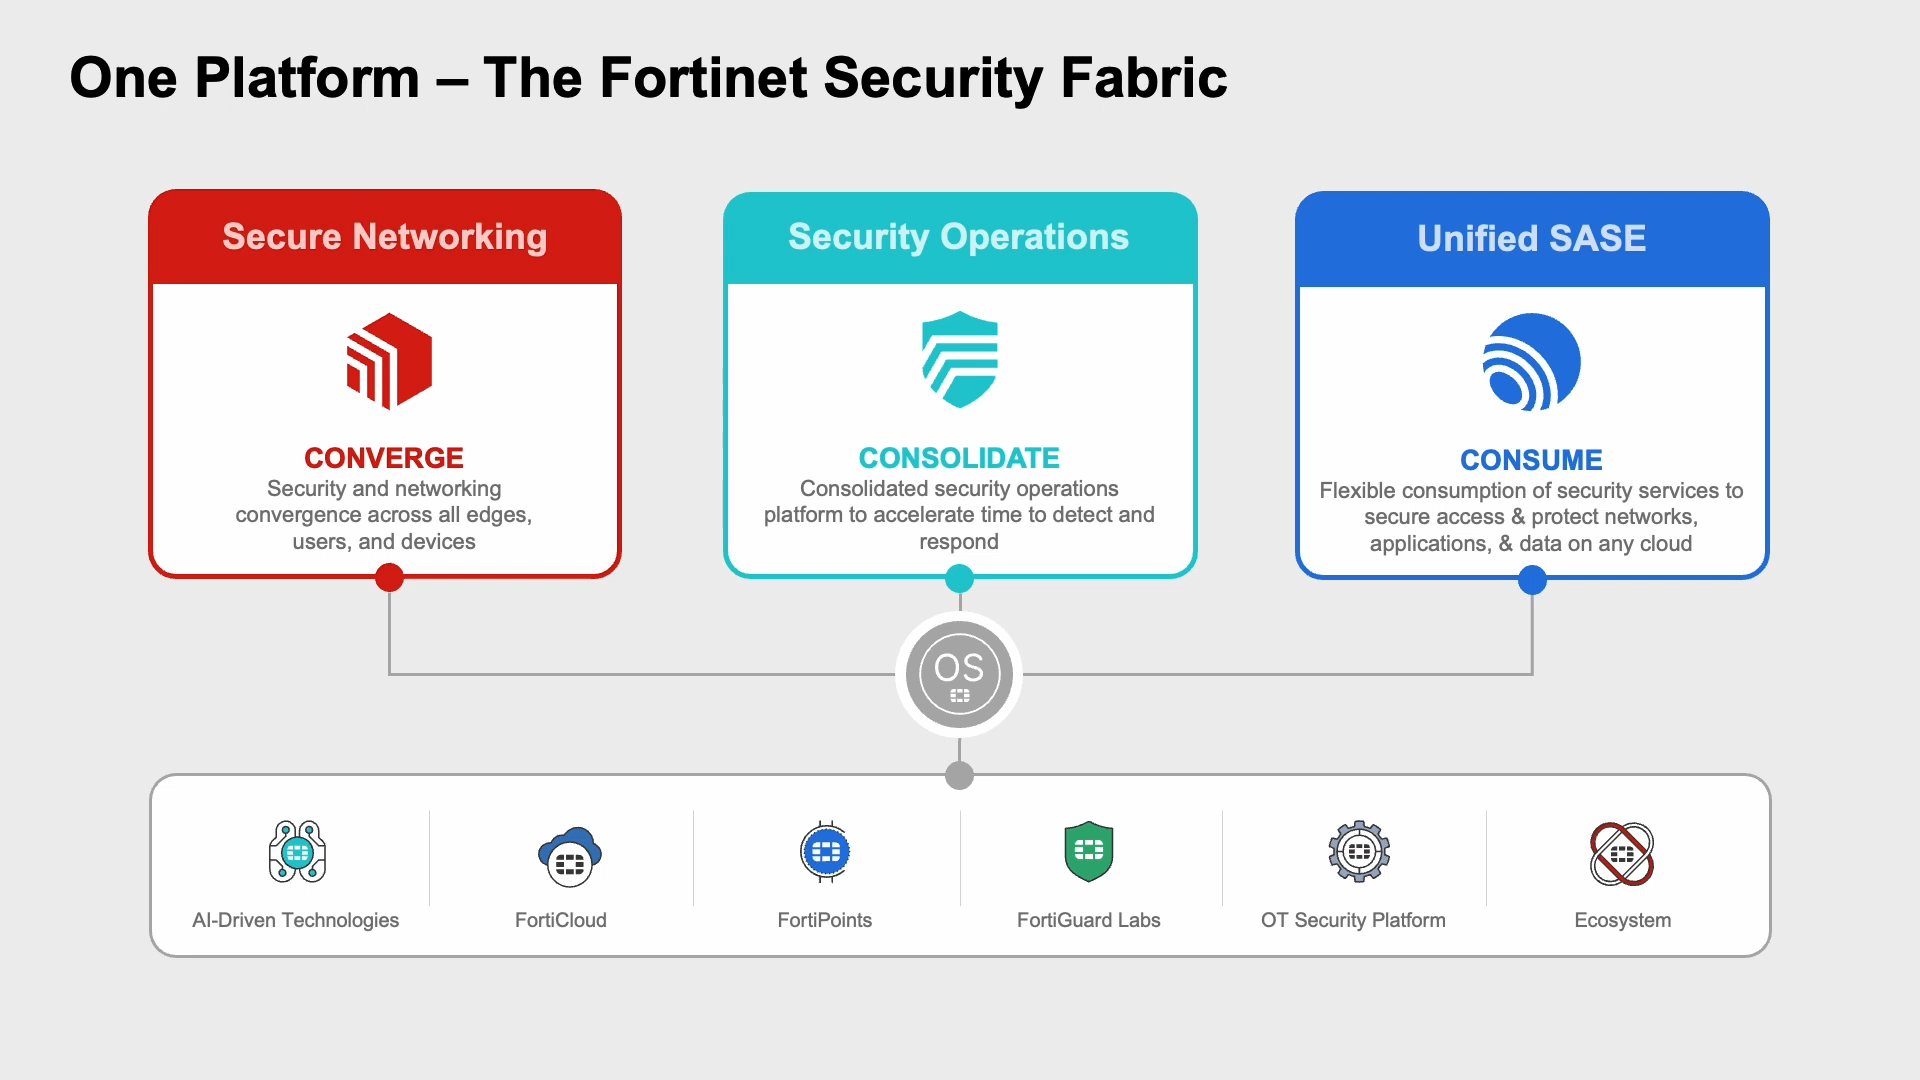 One Platform – The Fortinet Security Fabric
Secure Networking
CONVERGE
Security and networking
convergence across all edges,
users, and devices
Security Operations
CONSOLIDATE
Consolidated security operations
platform to accelerate time to detect and
respond
Unified SASE
CONSUME
Flexible consumption of security services to
secure access & protect networks,
applications, & data on any cloud
OS
AI-Driven Technologies
FortiCloud
FortiPoints
FortiGuard Labs
OT Security Platform
Ecosystem